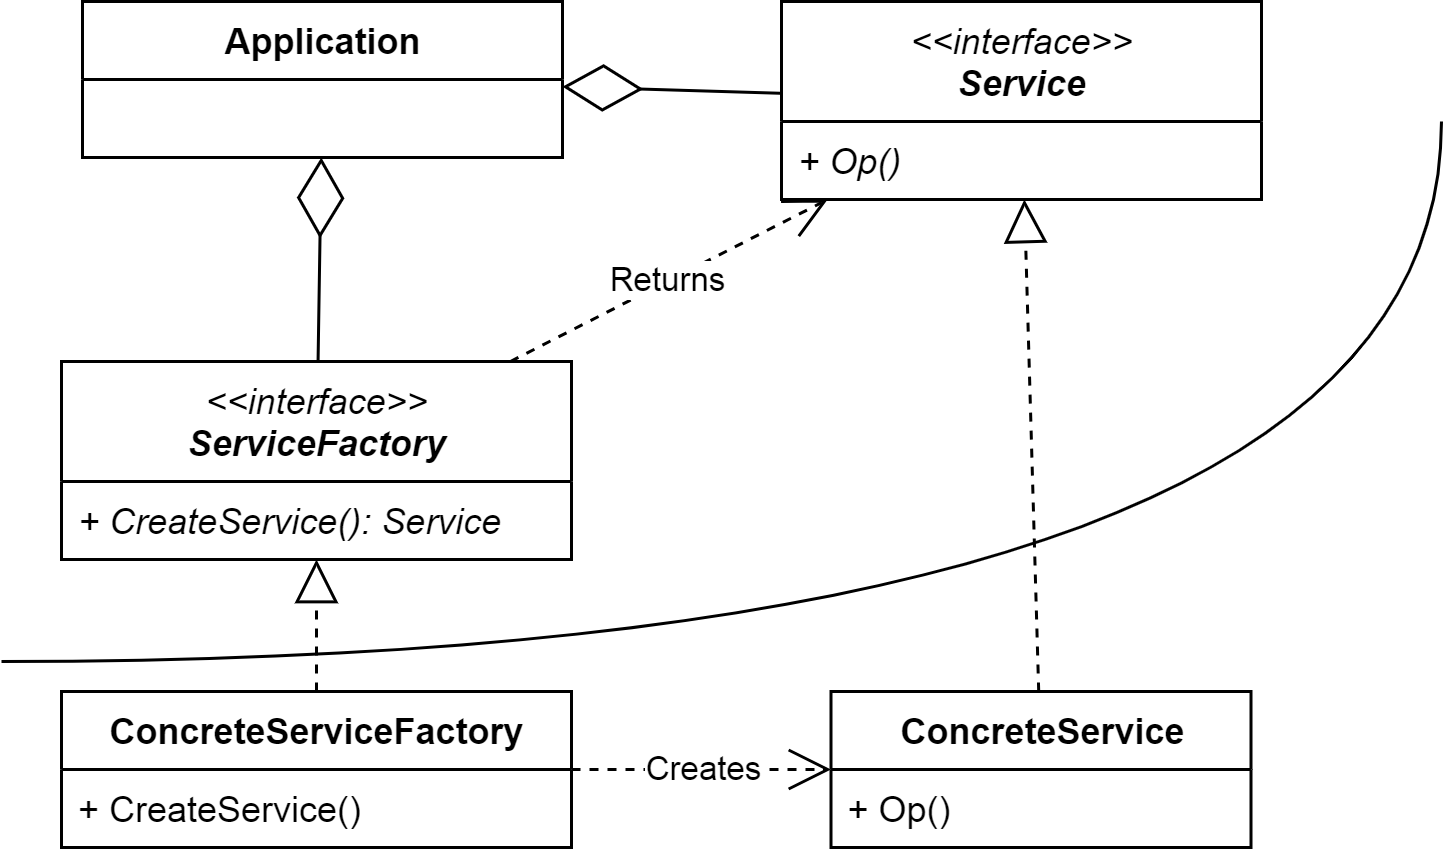 Application
<<interface>>
Service
+ Op()
Returns
<<interface>>
ServiceFactory
+ CreateService(): Service
ConcreteServiceFactory
+ CreateService()
Creates
ConcreteService
+ Op()